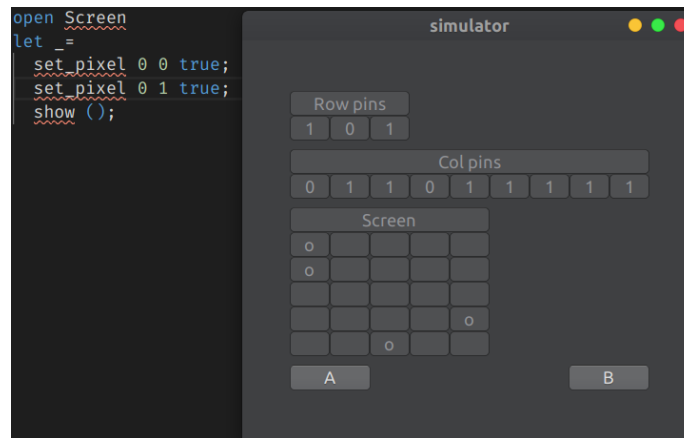 open Screen
let _=
set_pixel 0 0 true;
set_pixel 0 1 true;
show ();
simulator
Row pins
1 0 1
Col pins
0 1 1 0 1 1 1 1 1
Screen
o
o
o
o
A B